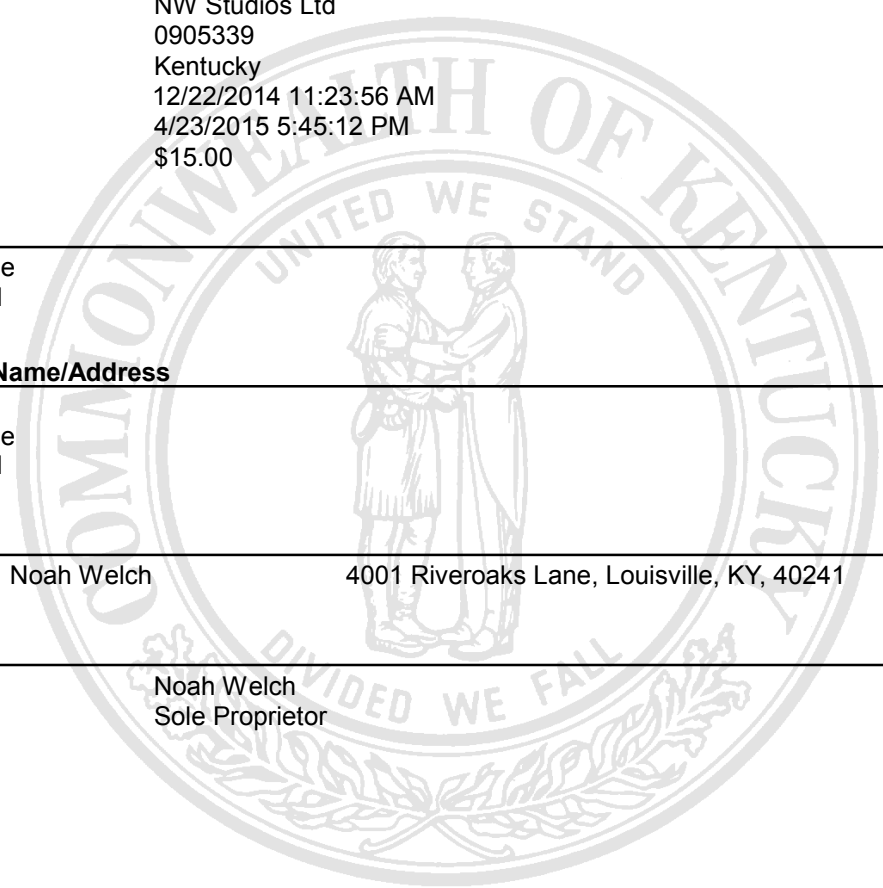 NW Studios Ltd
0905339
Kentucky
12/22/2014 11:23:56 AM
4/23/2015 5:45:12 PM
$15.00
COMMONWEALTH OF KENTUCKY
UNITED WE STAND
e
Name/Address
e
Noah Welch 4001 Riveroaks Lane, Louisville, KY, 40241
DIVIDED WE FALL
Noah Welch
Sole Proprietor